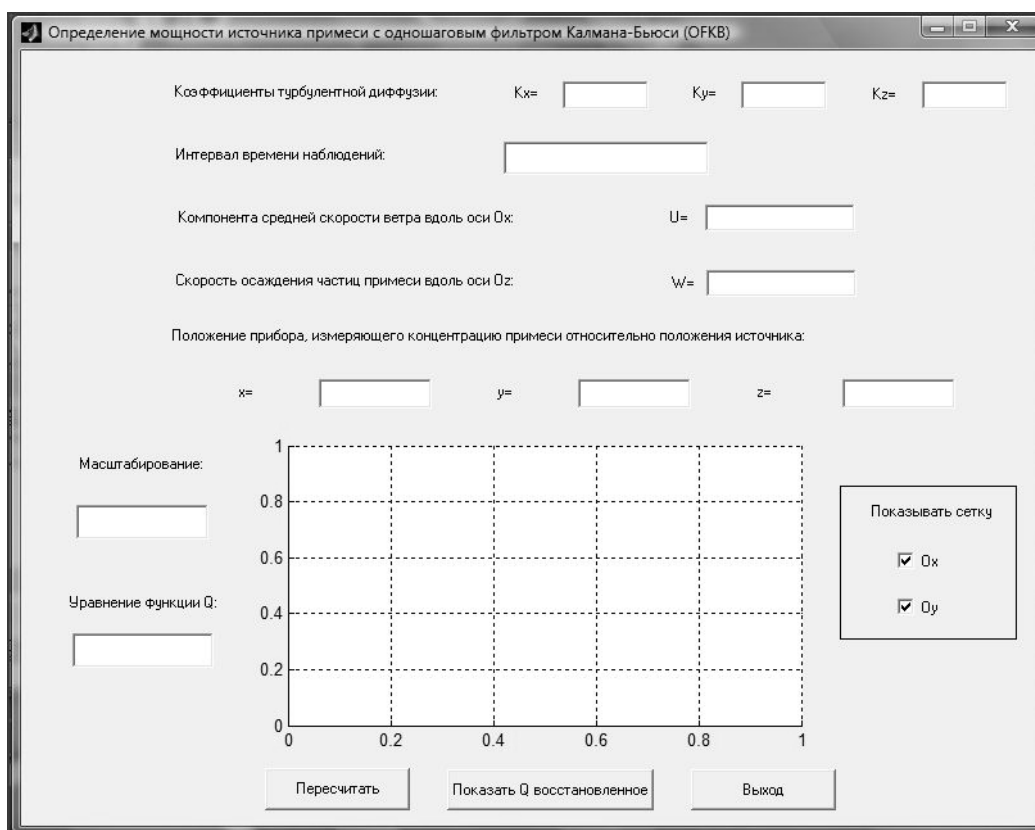 Определение мощности источника примеси с одношаговым фильтром Калмана-Бьюси (OFKB)
Коэффициенты турбулентной диффузии: Kx= Ky= Kz=
Интервал времени наблюдений:
Компонента средней скорости ветра вдоль оси Ox: U=
Скорость осаждения частиц примеси вдоль оси Oz: W=
Положение прибора, измеряющего концентрацию примеси относительно положения источника:
x= y= z=
Масштабирование:
Уравнение функции Q:
1
0.8
0.6
0.4
0.2
0
0 0.2 0.4 0.6 0.8 1
Показывать сетку
Ox
Oy
Пересчитать Показать Q восстановленное Выход